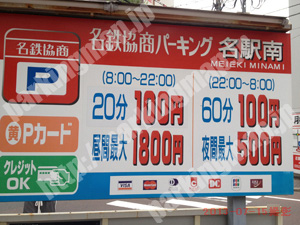 名鉄協商
P
黄Pカード
クレジット
OK
名鉄協商パーキング 名駅南
MEIEKI MINAMI
(8:00~22:00)
20分 100円
昼間最大 1800円
(22:00~8:00)
60分 100円
夜間最大 500円
VISA